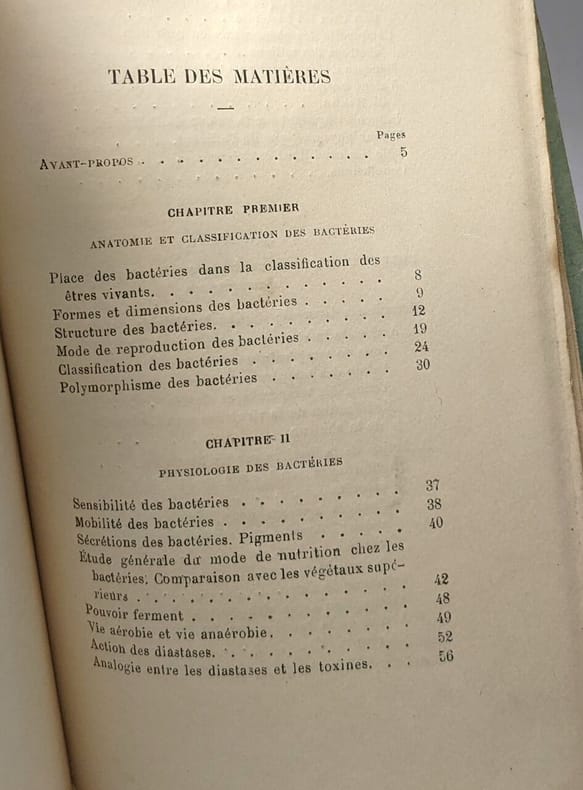 TABLE DES MATIÈRES
Pages
AVANT-PROPOS . . . . . . . . . . . . 5
CHAPITRE PREMIER
ANATOMIE ET CLASSIFICATION DES BACTÉRIES
Place des bactéries dans la classification des
êtres vivants. . . . . . . . . . 8
Formes et dimensions des bactéries . . . . . 9
Structure des bactéries. . . . . . . . . 12
Mode de reproduction des bactéries . . . . . 19
Classification des bactéries . . . . . . . 24
Polymorphisme des bactéries . . . . . . . 30
CHAPITRE II
PHYSIOLOGIE DES BACTÉRIES
Sensibilité des bactéries . . . . . . . . 37
Mobilité des bactéries . . . . . . . . . 38
Sécrétions des bactéries. Pigments . . . . . 40
Étude générale du mode de nutrition chez les
bactéries. Comparaison avec les végétaux supé-
rieurs . . . . . . . . . . . . . 42
Pouvoir ferment . . . . . . . . . . . 48
Vie aérobie et vie anaérobie. . . . . . . 49
Action des diastases. . . . . . . . . . 52
Analogie entre les diastases et les toxines. . . 56